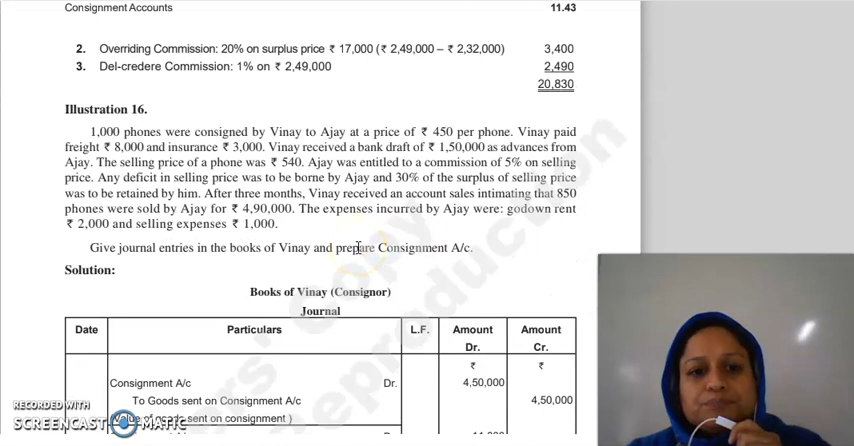 Consignment Accounts 11.43
2. Overriding Commission: 20% on surplus price ₹ 17,000 (₹ 2,49,000 – ₹ 2,32,000) 3,400
3. Del-credere Commission: 1% on ₹ 2,49,000 2,490
20,830
Illustration 16.
1,000 phones were consigned by Vinay to Ajay at a price of ₹ 450 per phone. Vinay paid
freight ₹ 8,000 and insurance ₹ 3,000. Vinay received a bank draft of ₹ 1,50,000 as advances from
Ajay. The selling price of a phone was ₹ 540. Ajay was entitled to a commission of 5% on selling
price. Any deficit in selling price was to be borne by Ajay and 30% of the surplus of selling price
was to be retained by him. After three months, Vinay received an account sales intimating that 850
phones were sold by Ajay for ₹ 4,90,000. The expenses incurred by Ajay were: godown rent
₹ 2,000 and selling expenses ₹ 1,000.
Give journal entries in the books of Vinay and prepare Consignment A/c.
Solution:
Books of Vinay (Consignor)
Journal
Date Particulars L.F. Amount Amount
Dr. Cr.
₹ ₹
Consignment A/c Dr. 4,50,000
To Goods sent on Consignment A/c 4,50,000
of goods sent on consignment )
RECORDED WITH
SCREENCAST MATIC